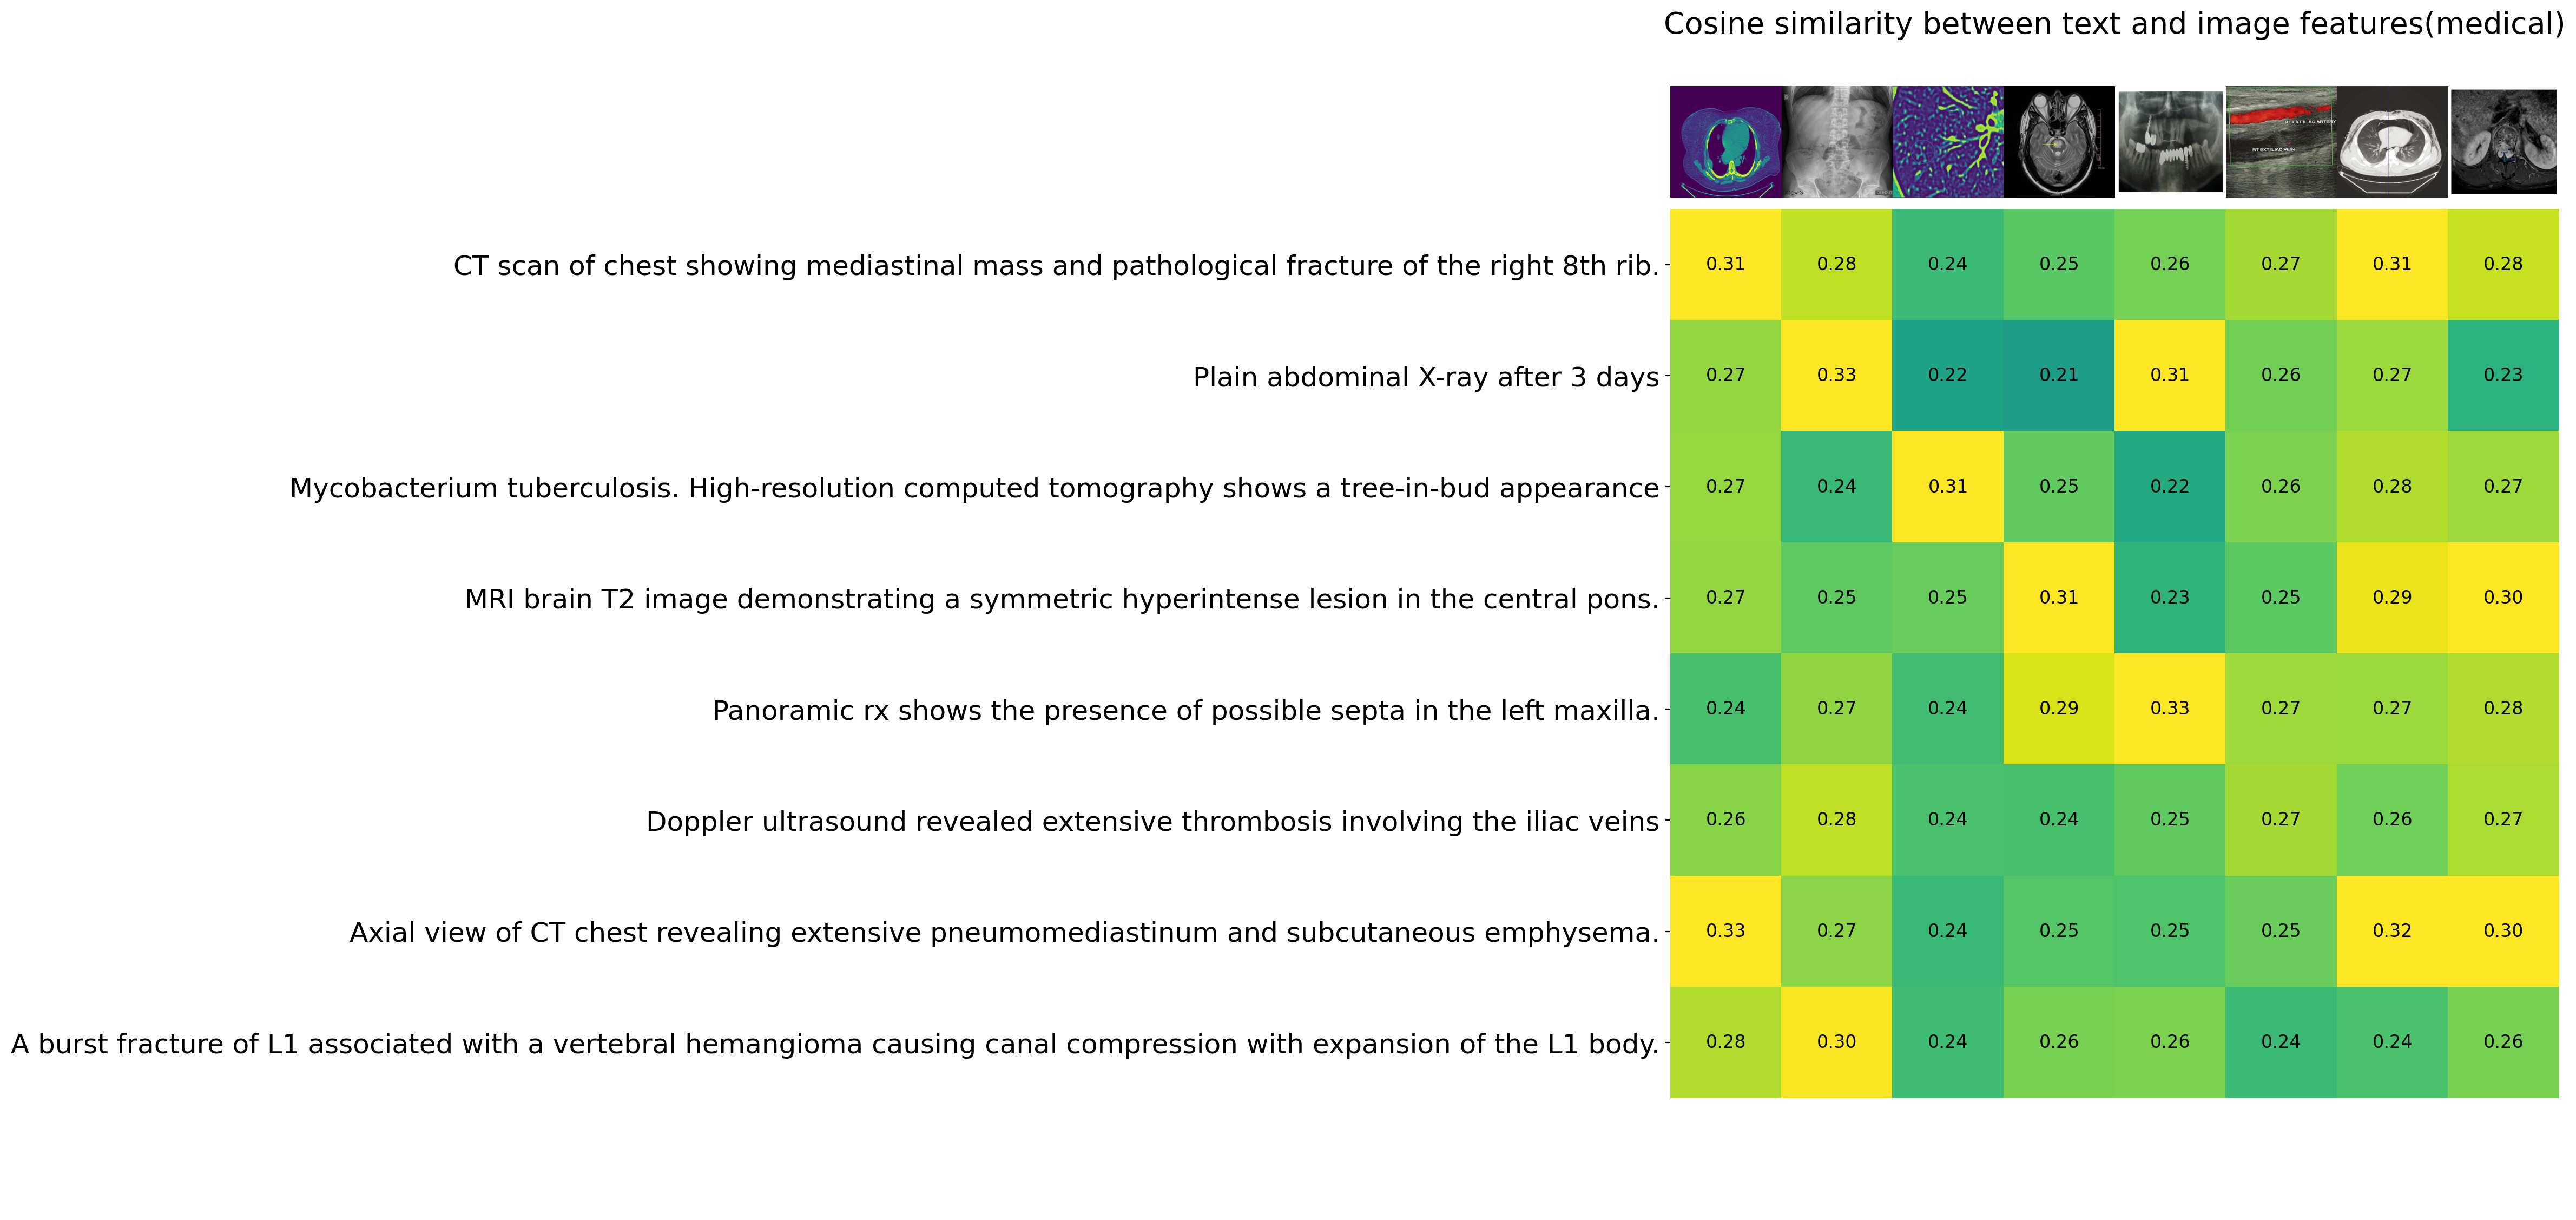 Cosine similarity between text and image features(medical)
RT EXT ILIAC ARTERY
RT EXT ILIAC VEIN
CT scan of chest showing mediastinal mass and pathological fracture of the right 8th rib. 0.31 0.28 0.24 0.25 0.26 0.27 0.31 0.28
Plain abdominal X-ray after 3 days 0.27 0.33 0.22 0.21 0.31 0.26 0.27 0.23
Mycobacterium tuberculosis. High-resolution computed tomography shows a tree-in-bud appearance 0.27 0.24 0.31 0.25 0.22 0.26 0.28 0.27
MRI brain T2 image demonstrating a symmetric hyperintense lesion in the central pons. 0.27 0.25 0.25 0.31 0.23 0.25 0.29 0.30
Panoramic rx shows the presence of possible septa in the left maxilla. 0.24 0.27 0.24 0.29 0.33 0.27 0.27 0.28
Doppler ultrasound revealed extensive thrombosis involving the iliac veins 0.26 0.28 0.24 0.24 0.25 0.27 0.26 0.27
Axial view of CT chest revealing extensive pneumomediastinum and subcutaneous emphysema. 0.33 0.27 0.24 0.25 0.25 0.25 0.32 0.30
A burst fracture of L1 associated with a vertebral hemangioma causing canal compression with expansion of the L1 body. 0.28 0.30 0.24 0.26 0.26 0.24 0.24 0.26